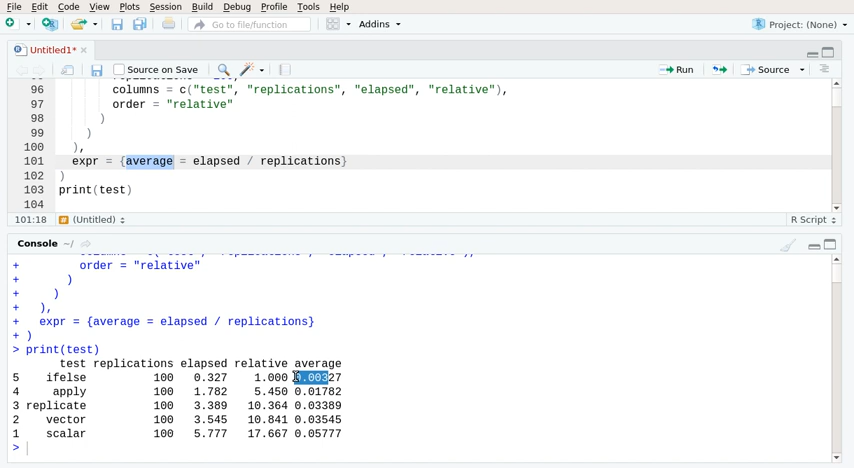 File Edit Code View Plots Session Build Debug Profile Tools Help
Go to file/function Addins Project: (None)
Untitled1*
Source on Save Run Source
96 columns = c("test", "replications", "elapsed", "relative"),
97 order = "relative"
98 )
99 )
100 ),
101 expr = {average = elapsed / replications}
102 )
103 print(test)
104
101:18 (Untitled) R Script
Console ~/
+ order = "relative"
+ )
+ )
+ ),
+ expr = {average = elapsed / replications}
+ )
> print(test)
test replications elapsed relative average
5 ifelse 100 0.327 1.000 0.00327
4 apply 100 1.782 5.450 0.01782
3 replicate 100 3.389 10.364 0.03389
2 vector 100 3.545 10.841 0.03545
1 scalar 100 5.777 17.667 0.05777
>